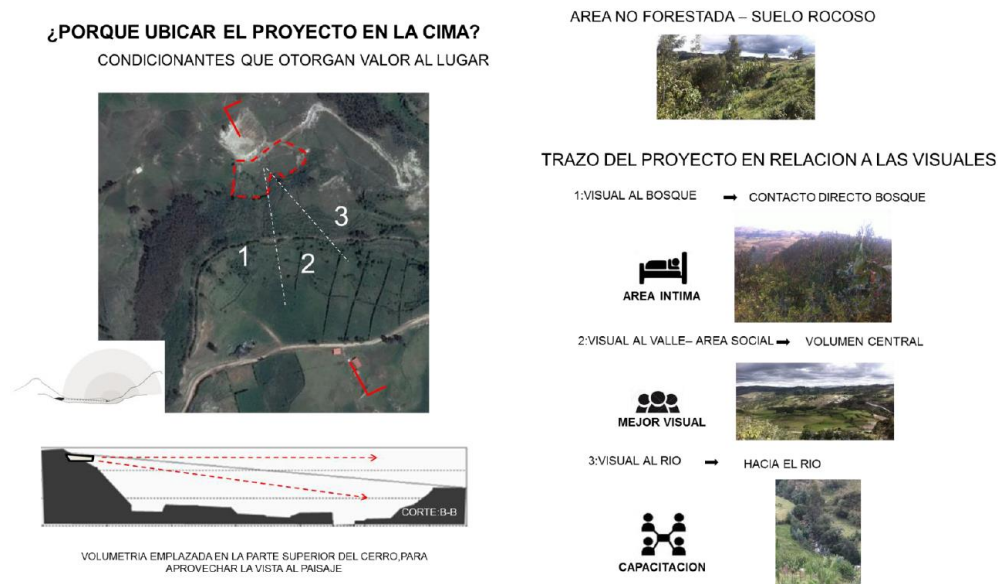 ¿PORQUE UBICAR EL PROYECTO EN LA CIMA?
CONDICIONANTES QUE OTORGAN VALOR AL LUGAR
1
2
3
CORTE:B-B
VOLUMETRIA EMPLAZADA EN LA PARTE SUPERIOR DEL CERRO,PARA
APROVECHAR LA VISTA AL PAISAJE
AREA NO FORESTADA – SUELO ROCOSO
TRAZO DEL PROYECTO EN RELACION A LAS VISUALES
1:VISUAL AL BOSQUE ➡ CONTACTO DIRECTO BOSQUE
AREA INTIMA
2:VISUAL AL VALLE– AREA SOCIAL ➡ VOLUMEN CENTRAL
MEJOR VISUAL
3:VISUAL AL RIO ➡ HACIA EL RIO
CAPACITACION